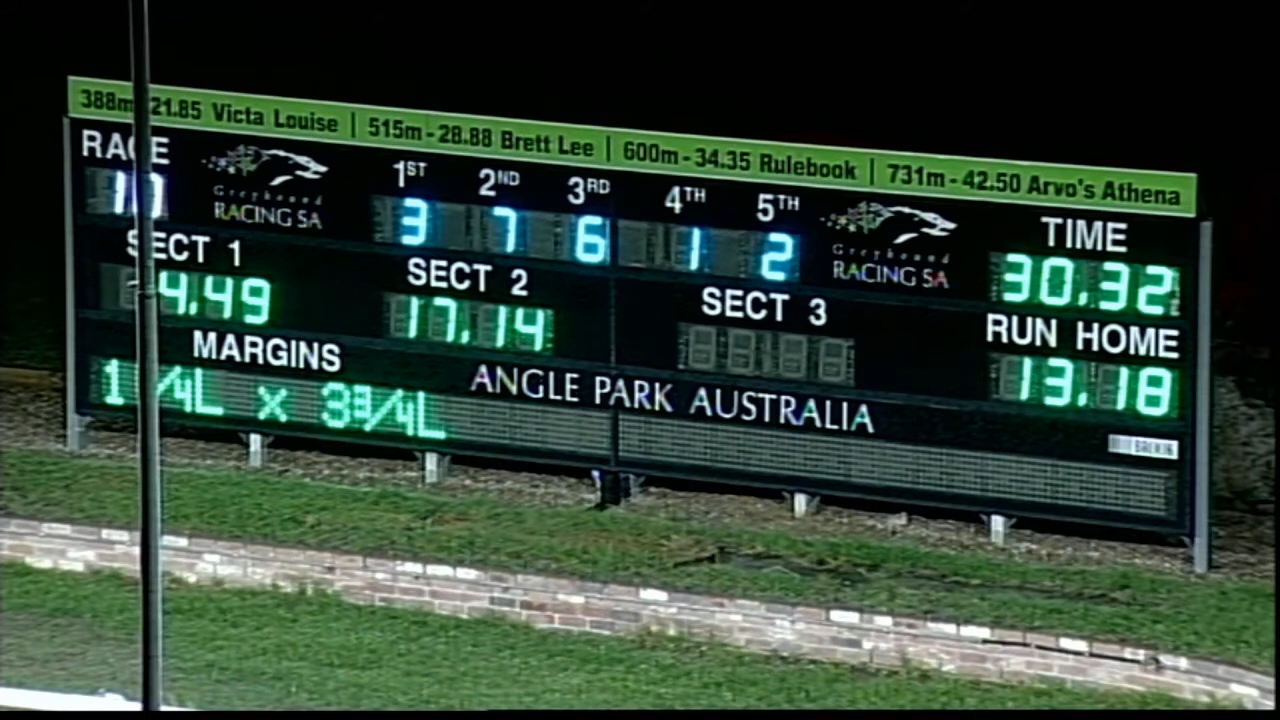 388m - 21.85 Victa Louise | 515m - 28.88 Brett Lee | 600m - 34.35 Rulebook | 731m - 42.50 Arvo's Athena
RACE
Greyhound
RACING SA
1ST 2ND 3RD 4TH 5TH
3 7 6 1 2
Greyhound
RACING SA
TIME
30.32
SECT 1
4.49
SECT 2
17.14
SECT 3
RUN HOME
13.18
MARGINS
1 /4L x 3 3/4L
ANGLE PARK AUSTRALIA